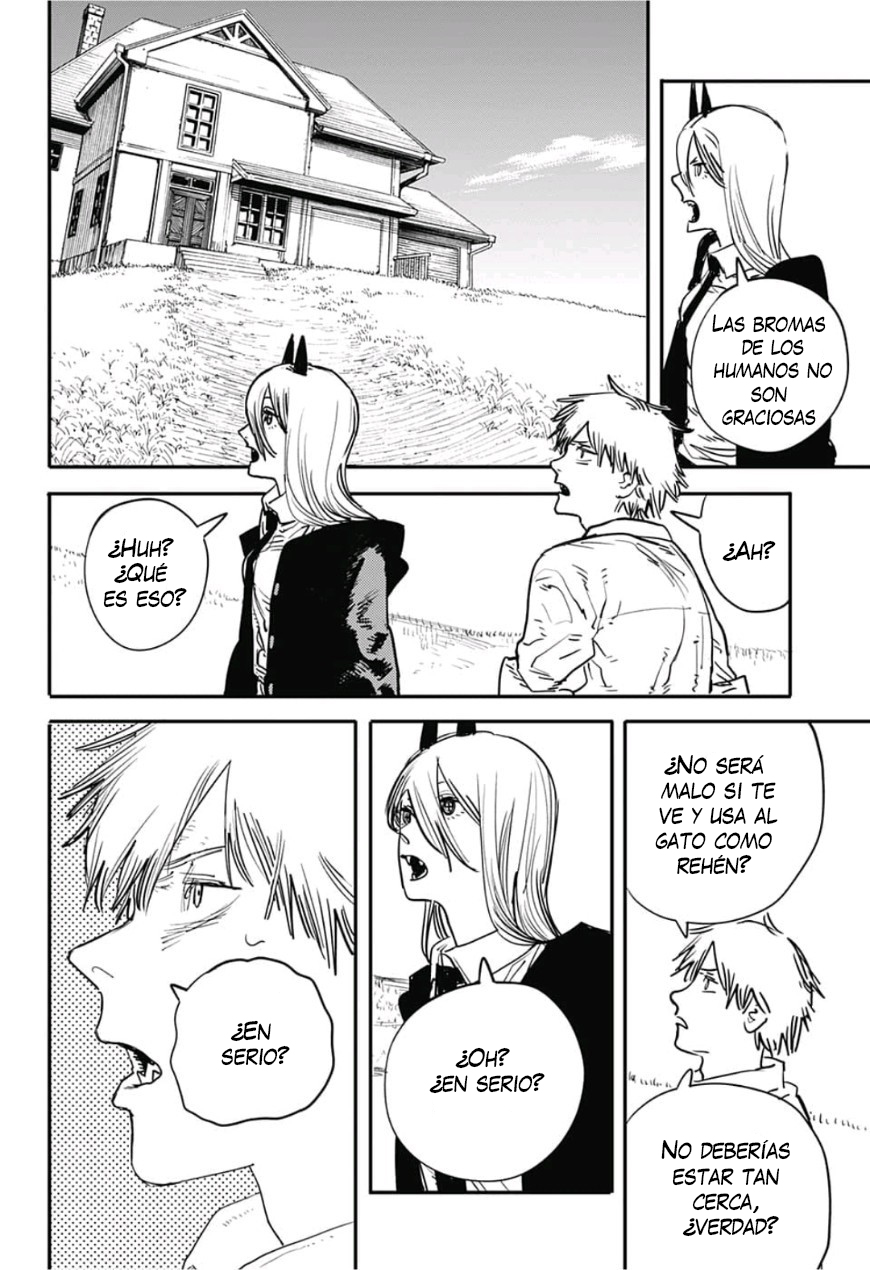 Las bromas
de los
humanos no
son
graciosas
¿Ah?
¿Huh?
¿Qué
es eso?
¿No será
malo si te
ve y usa al
gato como
rehén?
No deberías
estar tan
cerca,
¿verdad?
¿Oh?
¿en serio?
¿En
serio?